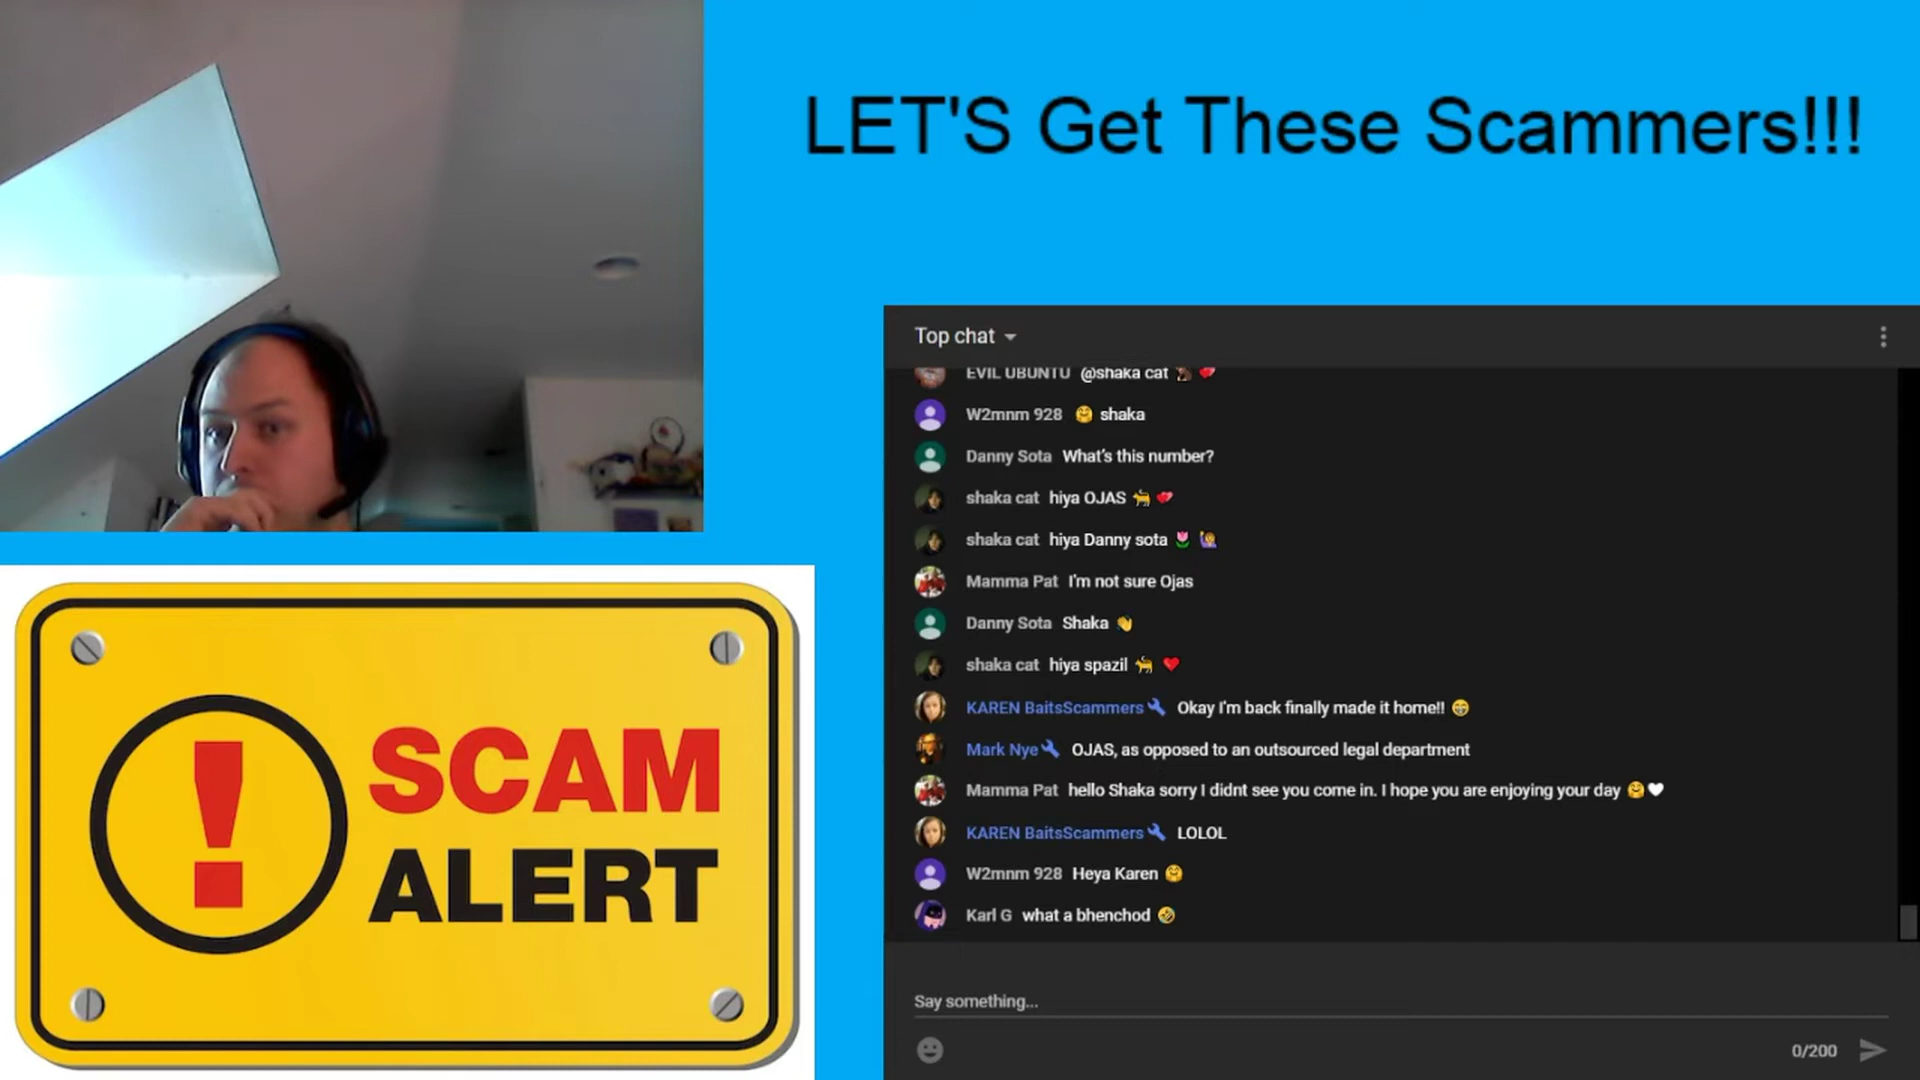 LET'S Get These Scammers!!!
Top chat
EVIL UBUNTU @shaka cat
W2mnm 928 shaka
Danny Sota What's this number?
shaka cat hiya OJAS
shaka cat hiya Danny sota
Mamma Pat I'm not sure Ojas
Danny Sota Shaka
shaka cat hiya spazil
KAREN BaitsScammers Okay I'm back finally made it home!!
Mark Nye OJAS, as opposed to an outsourced legal department
Mamma Pat hello Shaka sorry I didnt see you come in. I hope you are enjoying your day
KAREN BaitsScammers LOLOL
W2mnm 928 Heya Karen
Karl G what a bhenchod
Say something...
0/200
SCAM
ALERT